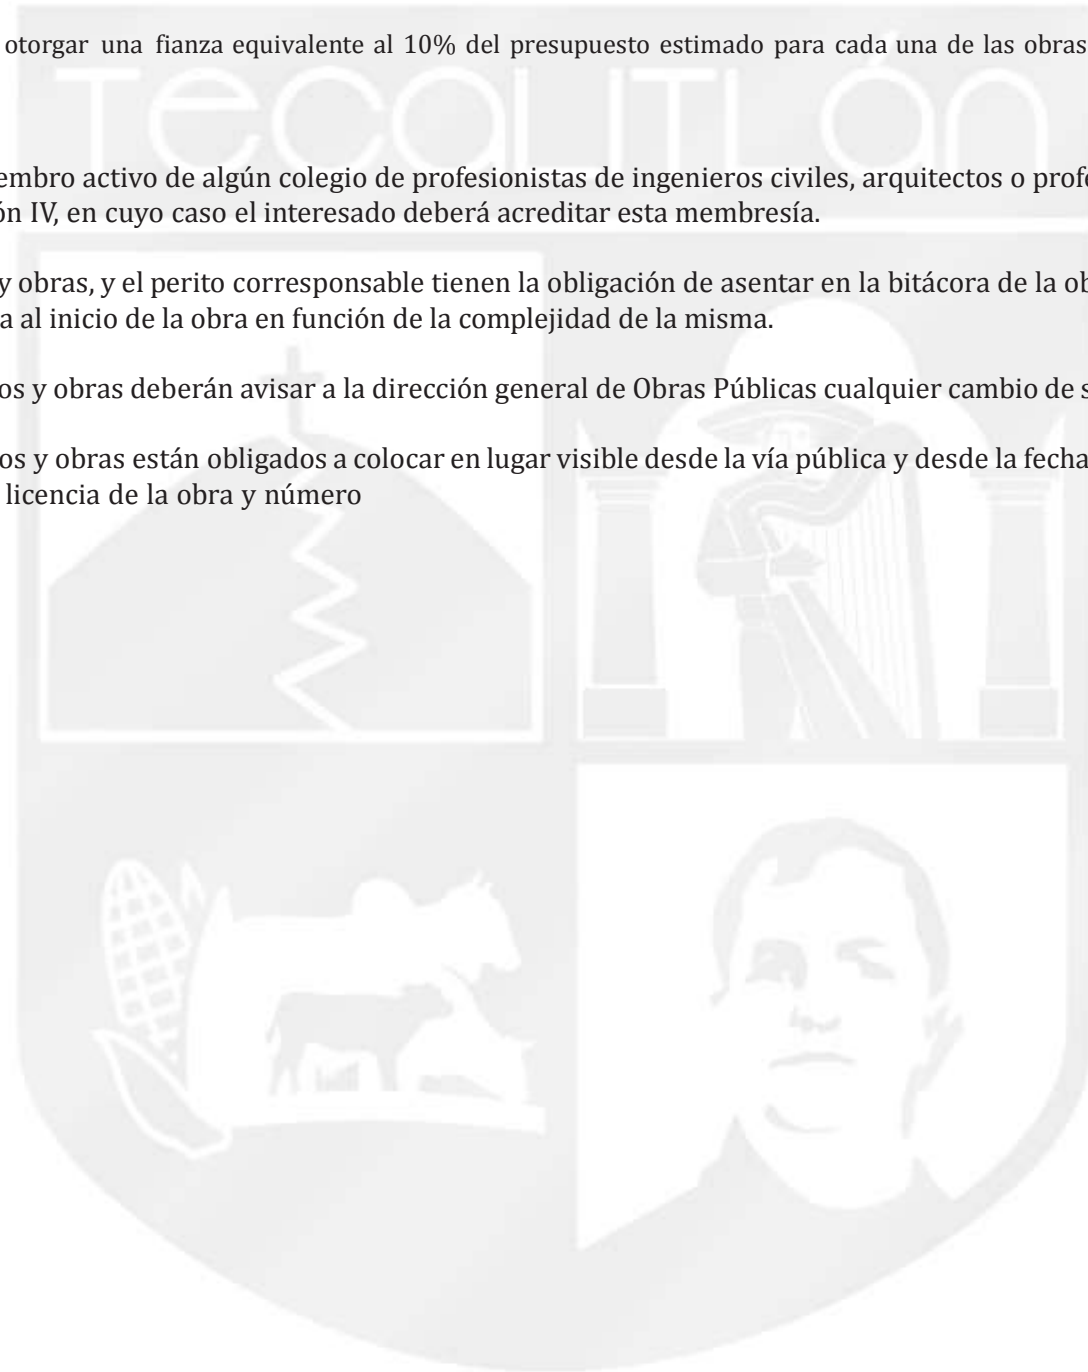 otorgar una fianza equivalente al 10% del presupuesto estimado para cada una de las obras
TecaLITLÓn
embro activo de algún colegio de profesionistas de ingenieros civiles, arquitectos o profe
ón IV, en cuyo caso el interesado deberá acreditar esta membresía.
y obras, y el perito corresponsable tienen la obligación de asentar en la bitácora de la ob
a al inicio de la obra en función de la complejidad de la misma.
os y obras deberán avisar a la dirección general de Obras Públicas cualquier cambio de s
os y obras están obligados a colocar en lugar visible desde la vía pública y desde la fecha
licencia de la obra y número